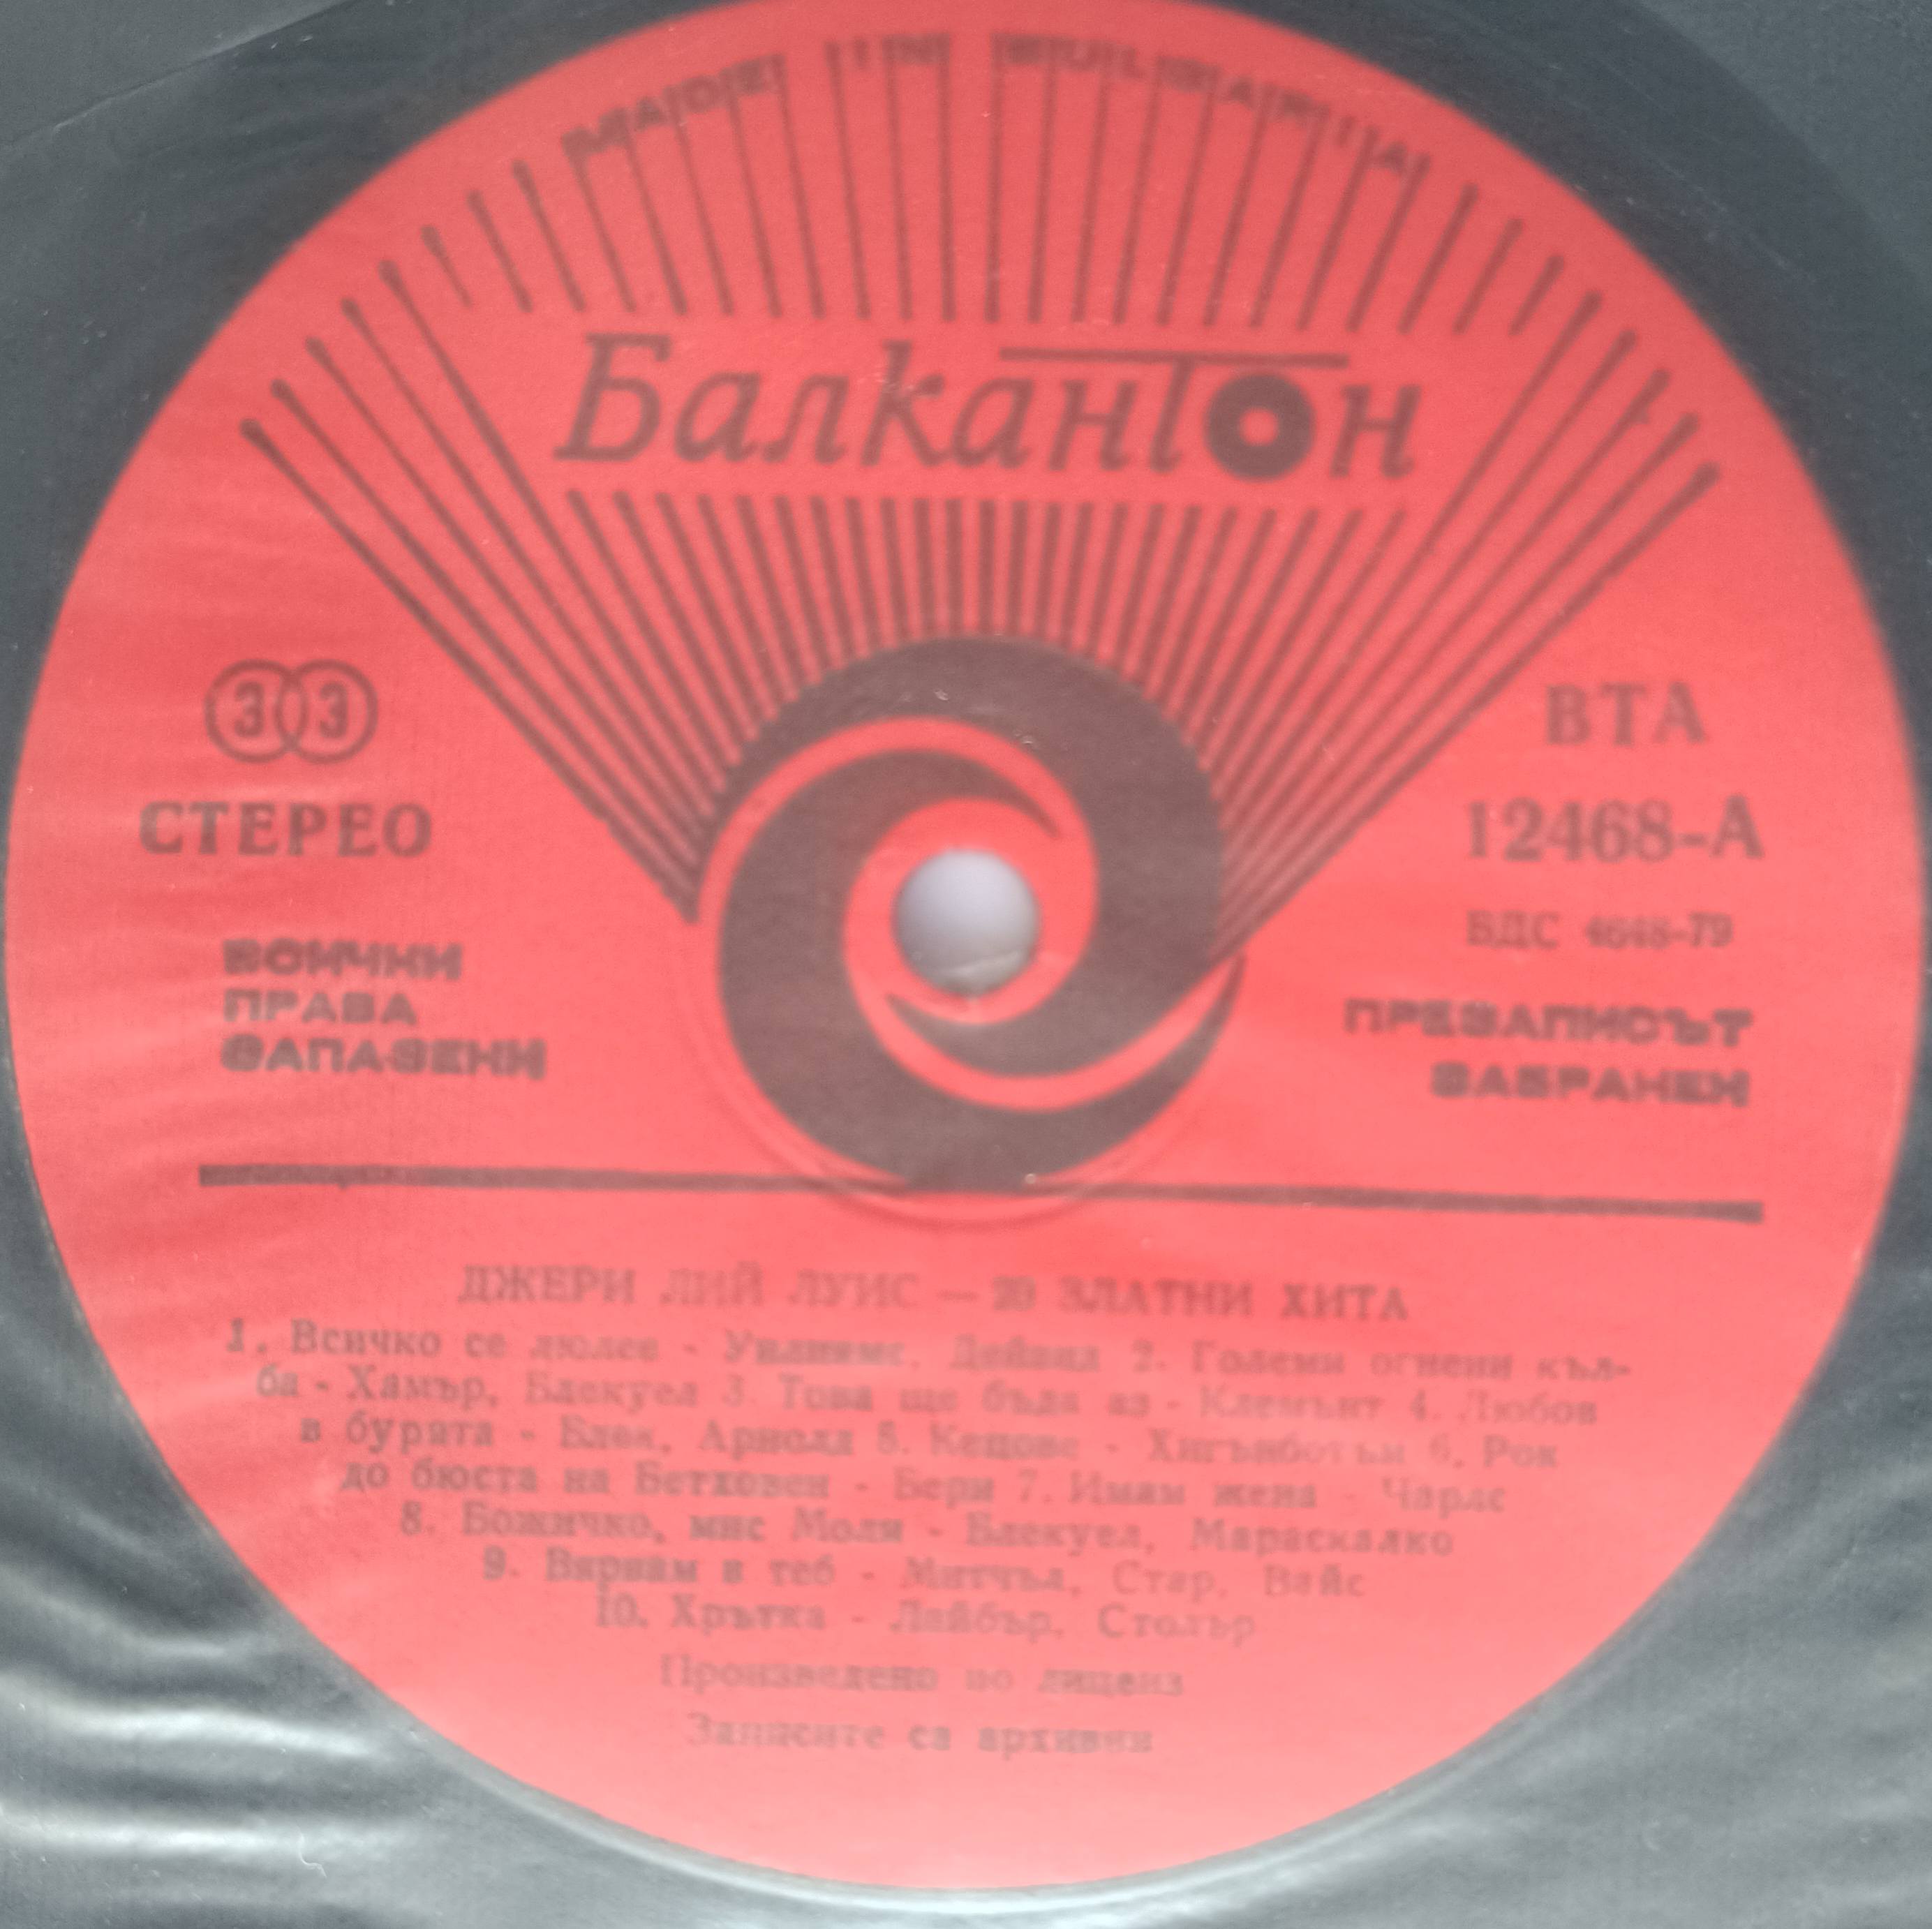 MADE IN BULGARIA
Балкантон
33
СТЕРЕО
ВСИЧКИ
ПРАВА
ЗАПАЗЕНИ
ВТА
12468-А
БДС 4648-79
ПРЕЗАПИСЪТ
ЗАБРАНЕН
ДЖЕРИ ЛИЙ ЛУИС — 20 ЗЛАТНИ ХИТА
1. Всичко се люлее - Уилиямс, Дейвид 2. Големи огнени къл-
ба - Хамър, Блекуел 3. Това ще бъда аз - Клемънт 4. Любов
в бурята - Блек, Арнолд 5. Кецове - Хигънботъм 6. Рок
до бюста на Бетховен - Бери 7. Имам жена - Чарлс
8. Божичко, мис Моли - Блекуел, Мараскалко
9. Вярвам в теб - Митчъл, Стар, Вайс
10. Хрътка - Лайбър, Столър
Произведено по лиценз
Записите са архивни